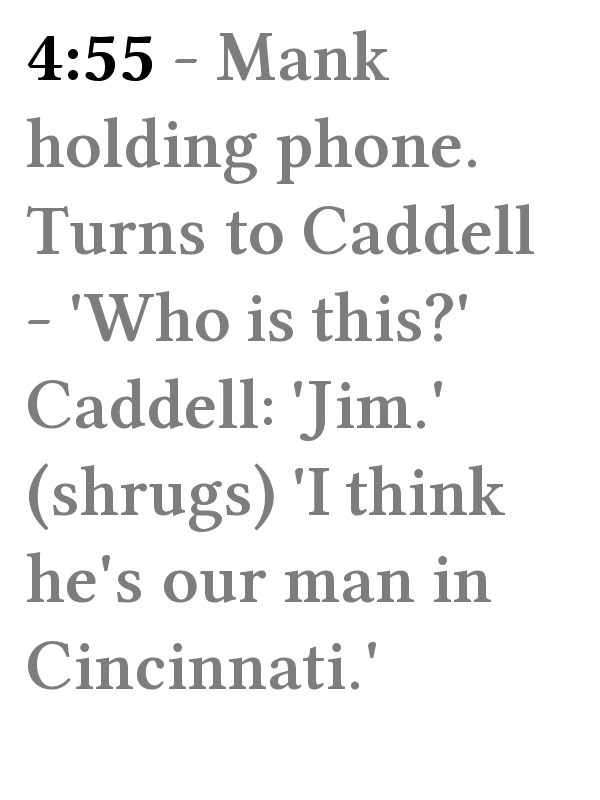 4:55 - Mank
holding phone.
Turns to Caddell
- 'Who is this?'
Caddell: 'Jim.'
(shrugs) 'I think
he's our man in
Cincinnati.'